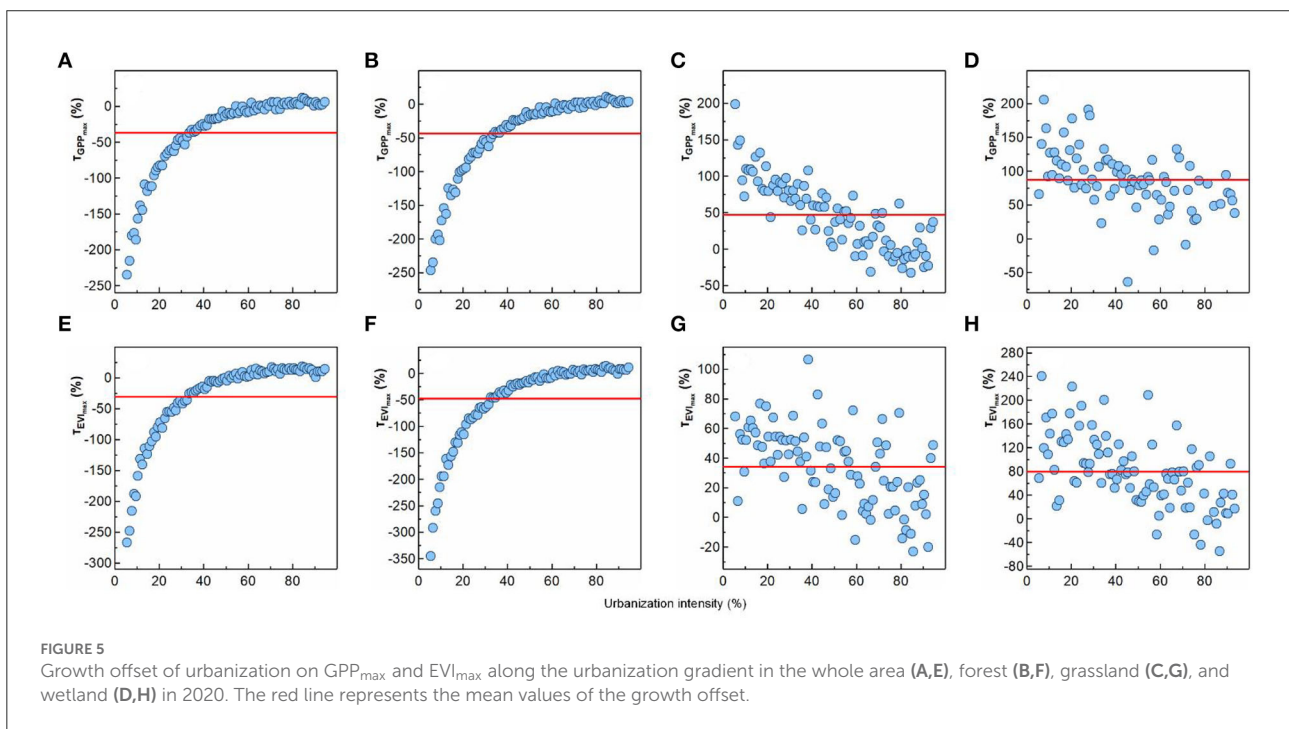 A
B
C
D
τGPPmax (%)
0
-50
-100
-150
-200
-250
0 20 40 60 80
τGPPmax (%)
0
-50
-100
-150
-200
-250
0 20 40 60 80
τGPPmax (%)
200
150
100
50
0
-50
0 20 40 60 80
τGPPmax (%)
200
150
100
50
0
-50
0 20 40 60 80
E
F
G
H
τEVImax (%)
0
-50
-100
-150
-200
-250
-300
0 20 40 60 80
τEVImax (%)
0
-50
-100
-150
-200
-250
-300
-350
0 20 40 60 80
τEVImax (%)
100
80
60
40
20
0
-20
0 20 40 60 80
τEVImax (%)
280
240
200
160
120
80
40
0
-40
-80
0 20 40 60 80
Urbanization intensity (%)
FIGURE 5
Growth offset of urbanization on GPPmax and EVImax along the urbanization gradient in the whole area (A,E), forest (B,F), grassland (C,G), and
wetland (D,H) in 2020. The red line represents the mean values of the growth offset.